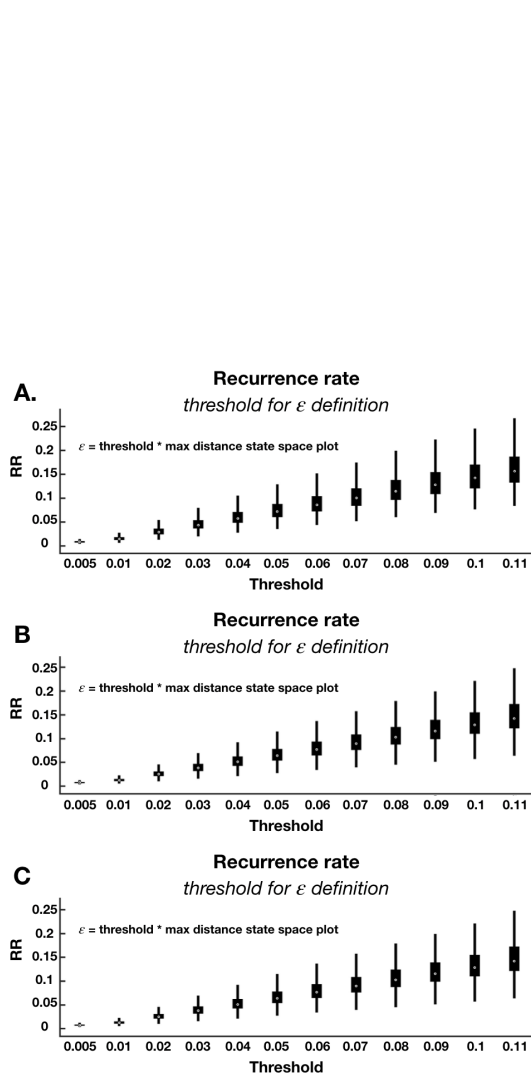 Recurrence rate
A.
threshold for ε definition
0.25
ε = threshold * max distance state space plot
0.2
0.15
RR
0.1
0.05
0
0.005 0.01 0.02 0.03 0.04 0.05 0.06 0.07 0.08 0.09 0.1 0.11
Threshold
Recurrence rate
B
threshold for ε definition
0.25
ε = threshold * max distance state space plot
0.2
0.15
RR
0.1
0.05
0
0.005 0.01 0.02 0.03 0.04 0.05 0.06 0.07 0.08 0.09 0.1 0.11
Threshold
Recurrence rate
C
threshold for ε definition
0.25
ε = threshold * max distance state space plot
0.2
0.15
RR
0.1
0.05
0
0.005 0.01 0.02 0.03 0.04 0.05 0.06 0.07 0.08 0.09 0.1 0.11
Threshold